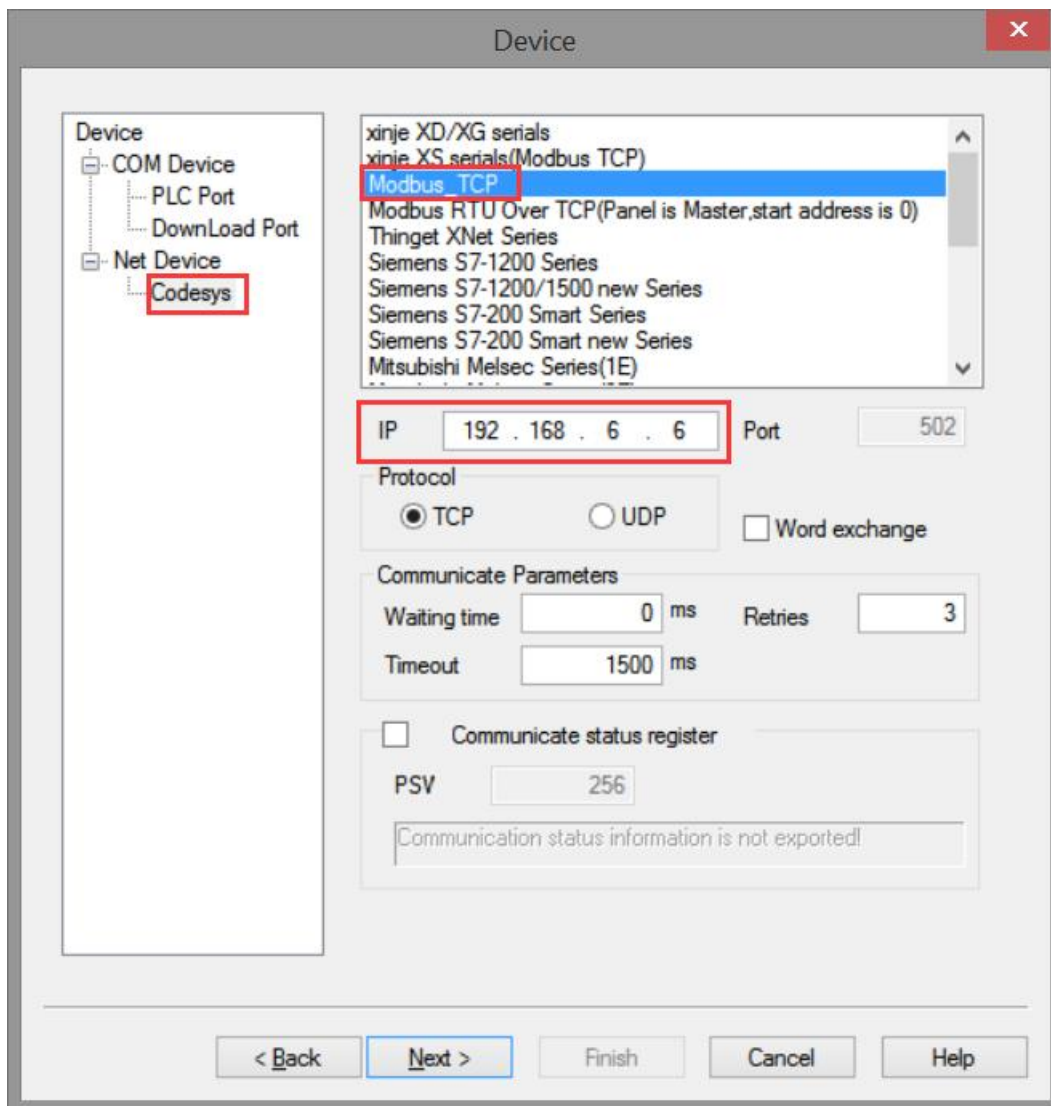 Device
Device
COM Device
PLC Port
DownLoad Port
Net Device
Codesys
xinje XD/XG serials
xinje XS serials(Modbus TCP)
Modbus_TCP
Modbus RTU Over TCP(Panel is Master,start address is 0)
Thinget XNet Series
Siemens S7-1200 Series
Siemens S7-1200/1500 new Series
Siemens S7-200 Smart Series
Siemens S7-200 Smart new Series
Mitsubishi Melsec Series(1E)
IP 192 . 168 . 6 . 6 Port 502
Protocol
TCP UDP
Word exchange
Communicate Parameters
Waiting time 0 ms Retries 3
Timeout 1500 ms
Communicate status register
PSW 256
Communication status information is not exported!
< Back Next > Finish Cancel Help